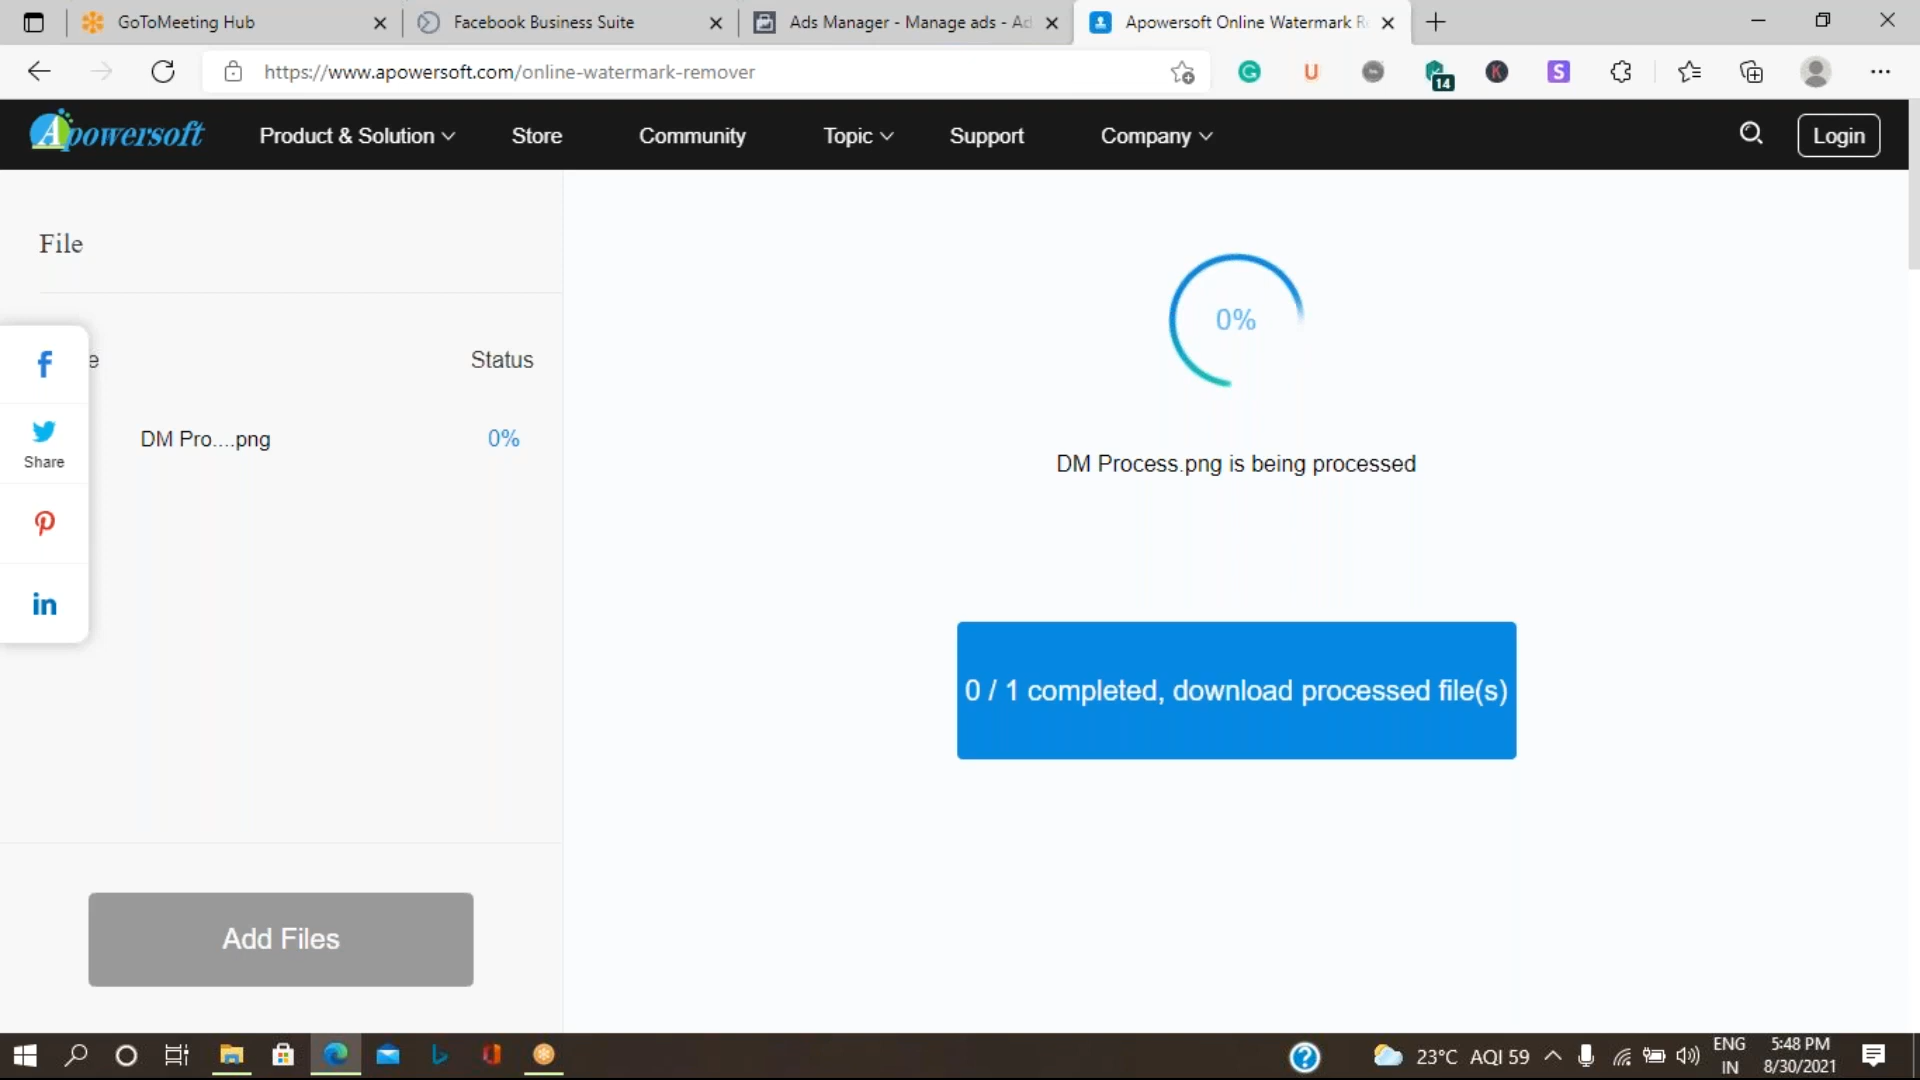 GoToMeeting Hub
Facebook Business Suite
Ads Manager - Manage ads - Ad
Apowersoft Online Watermark R
https://www.apowersoft.com/online-watermark-remover
G
U
14
K
S
Apowersoft
Product & Solution
Store
Community
Topic
Support
Company
Login
File
e
Status
DM Pro....png
0%
f
Share
in
0%
DM Process.png is being processed
0 / 1 completed, download processed file(s)
Add Files
23°C AQI 59
ENG
IN
5:48 PM
8/30/2021